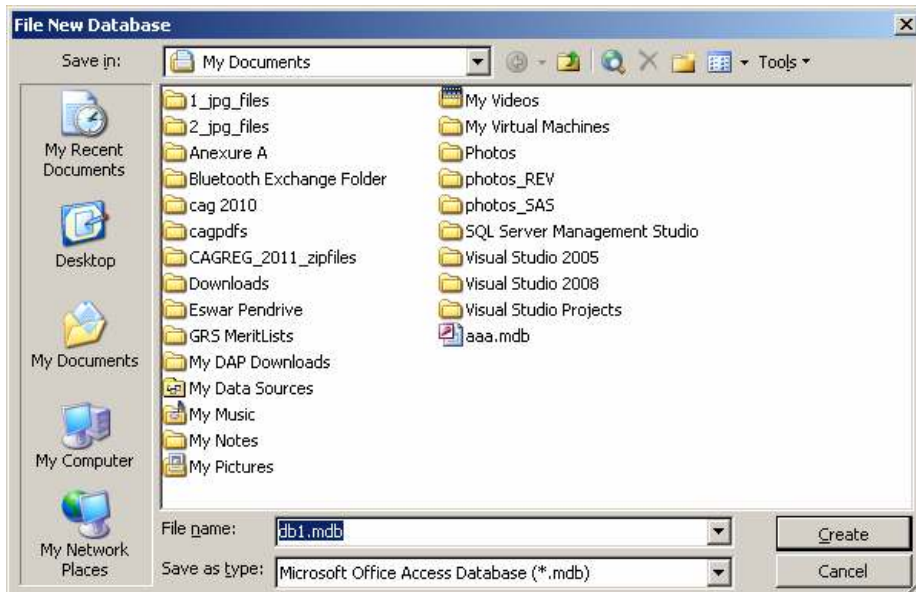 File New Database
Save in:
My Documents
Tools
My Recent
Documents
Desktop
My Documents
My Computer
My Network
Places
1_jpg_files
2_jpg_files
Anexure A
Bluetooth Exchange Folder
cag 2010
cagpdfs
CAGREG_2011_zipfiles
Downloads
Eswar Pendrive
GRS MeritLists
My DAP Downloads
My Data Sources
My Music
My Notes
My Pictures
My Videos
My Virtual Machines
Photos
photos_REV
photos_SAS
SQL Server Management Studio
Visual Studio 2005
Visual Studio 2008
Visual Studio Projects
aaa.mdb
File name:
db1.mdb
Create
Save as type:
Microsoft Office Access Database (*.mdb)
Cancel